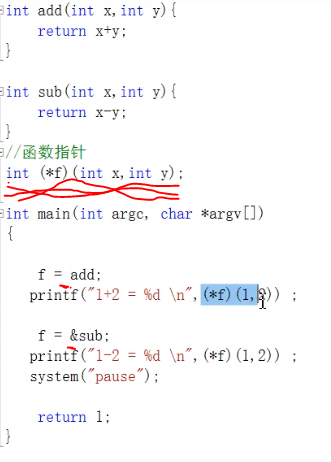 int add(int x,int y){
return x+y;
}
int sub(int x,int y){
return x-y;
}
//函数指针
int (*f)(int x,int y);
int main(int argc, char *argv[])
{
f = add;
printf("1+2 = %d \n",(*f)(1,2)) ;
f = &sub;
printf("1-2 = %d \n",(*f)(1,2)) ;
system("pause");
return 1;
}